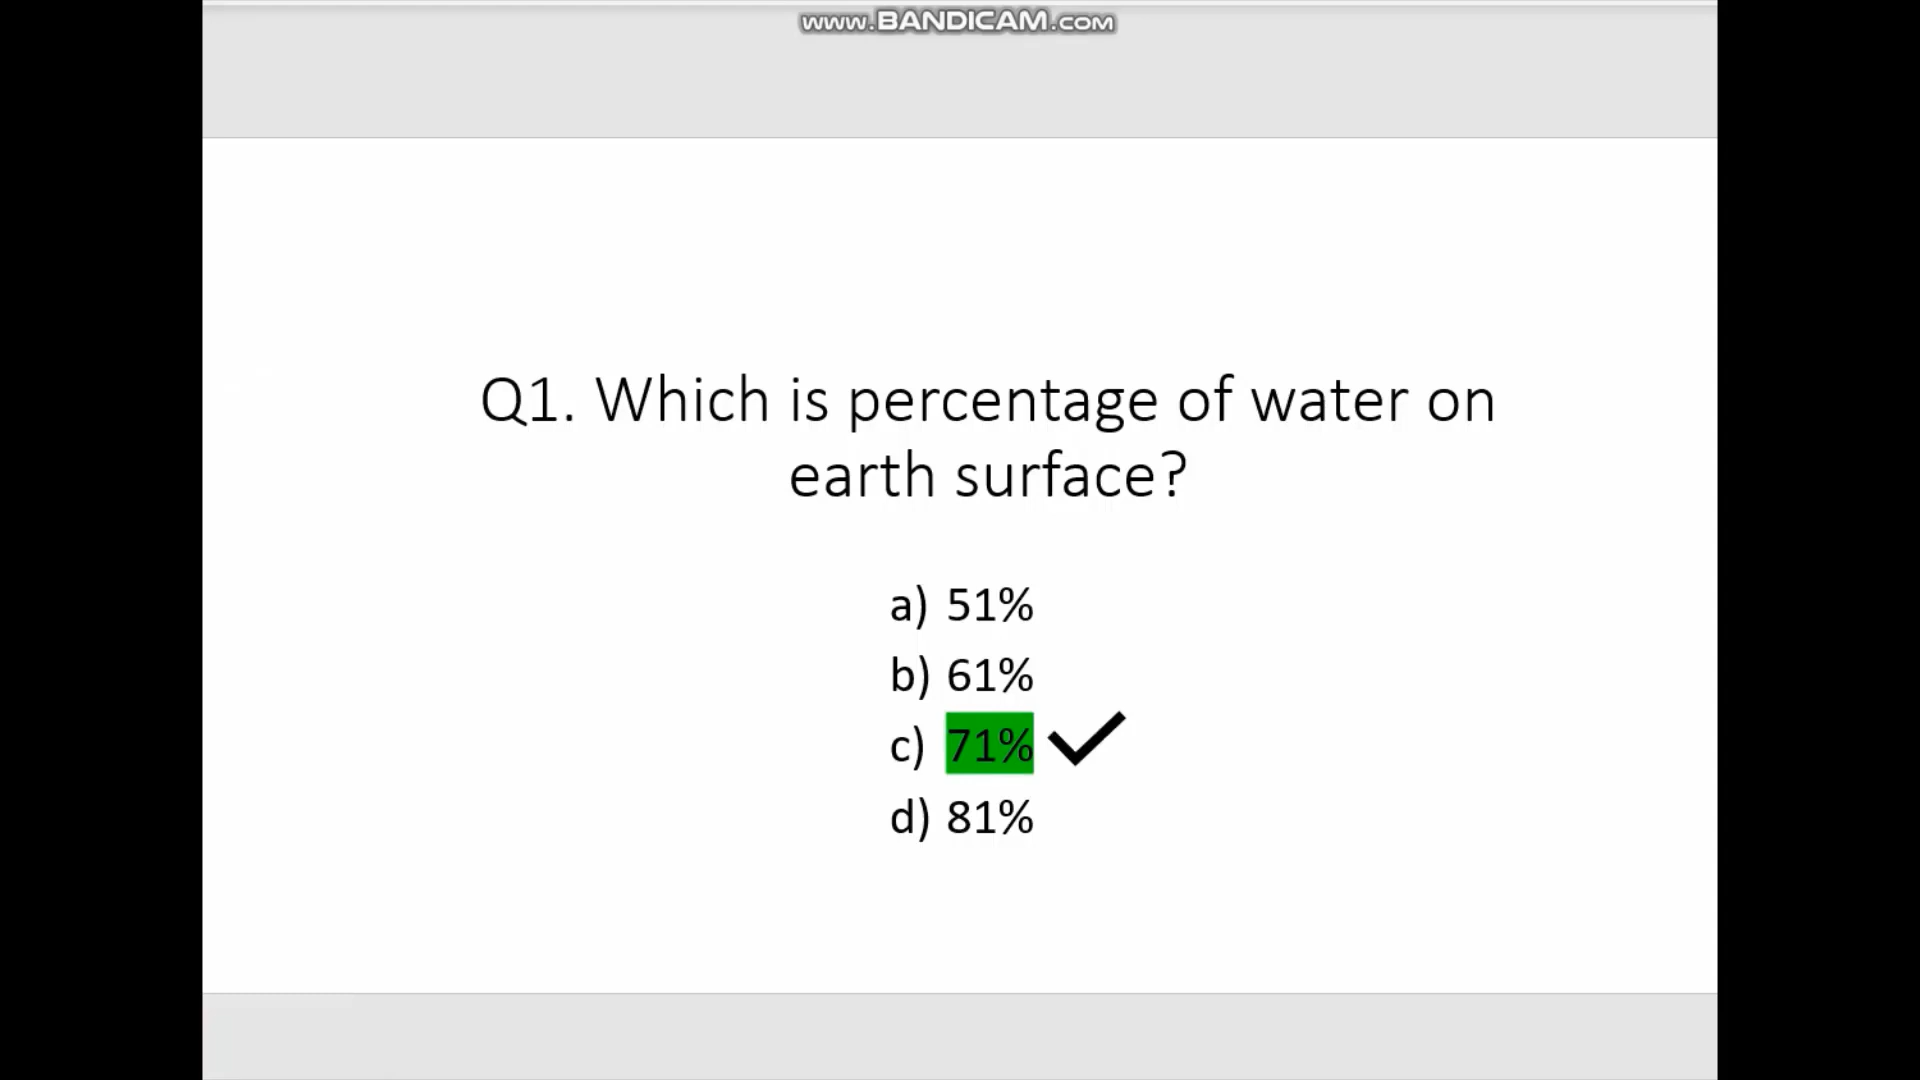 www.BANDICAM.com
Q1. Which is percentage of water on
earth surface?
a) 51%
b) 61%
c) 71%
d) 81%